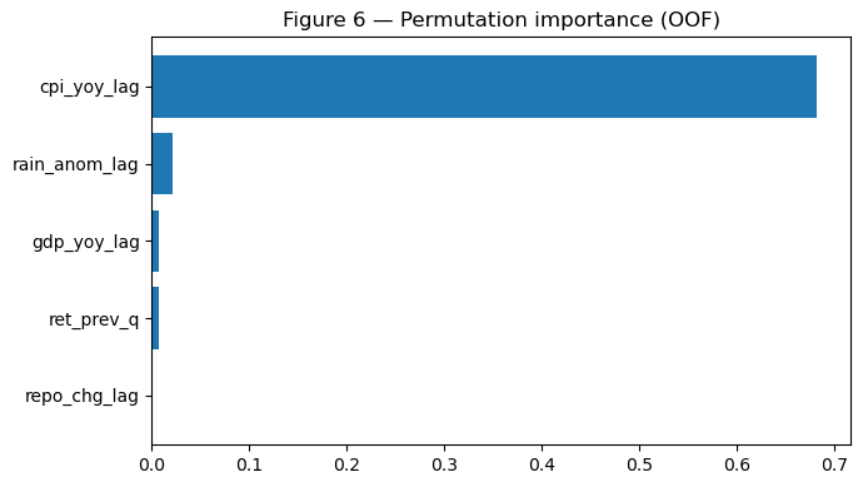 Figure 6 — Permutation importance (OOF)
cpi_yoy_lag
rain_anom_lag
gdp_yoy_lag
ret_prev_q
repo_chg_lag
0.0 0.1 0.2 0.3 0.4 0.5 0.6 0.7